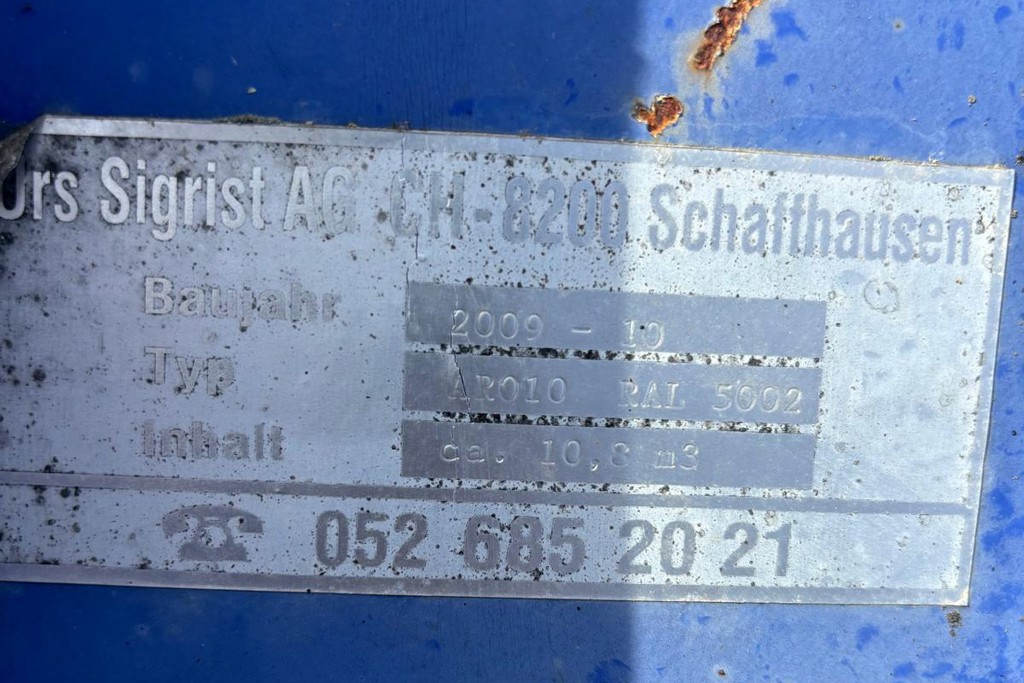 Urs Sigrist AG CH-8200 Schaffhausen
Baujahr 2009 - 10
Typ AR010 RAL 5002
Inhalt ca. 10,8 m3
052 685 20 21